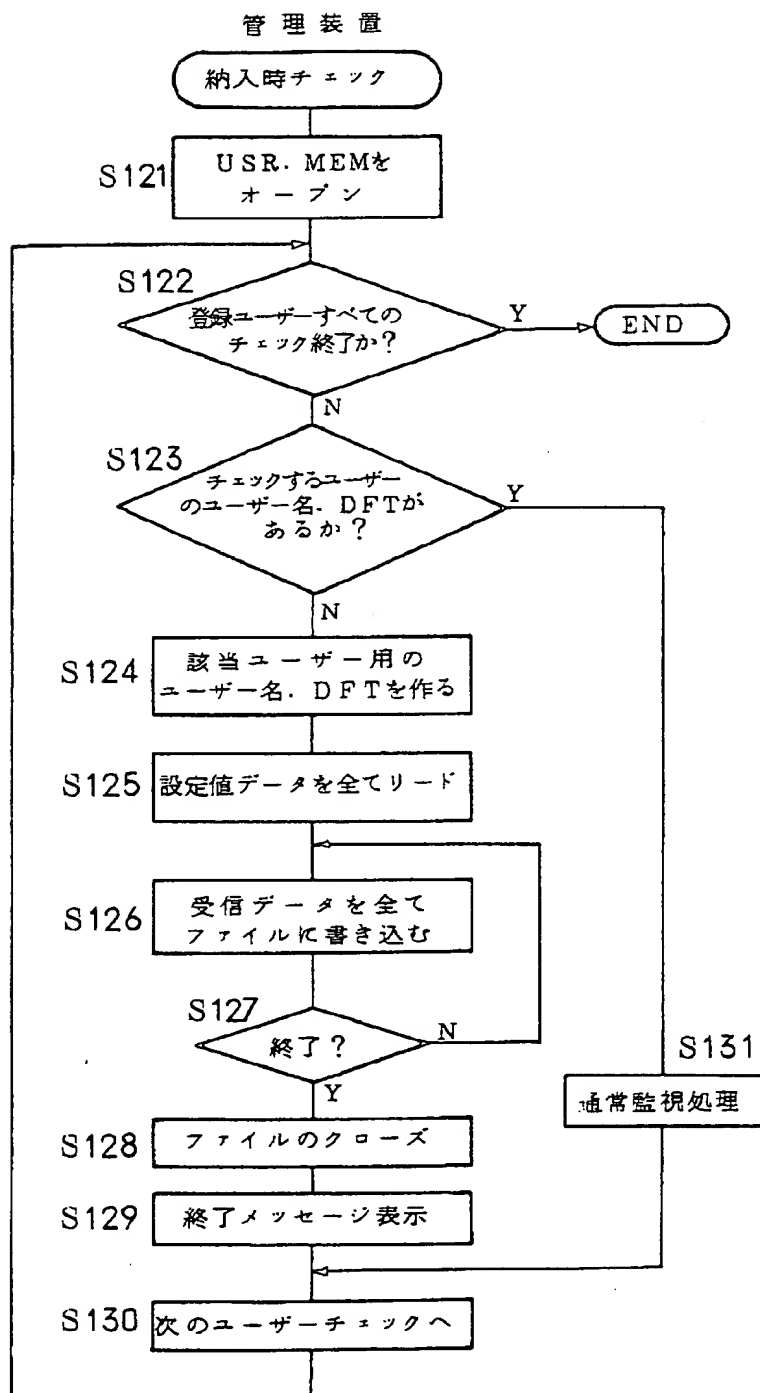 管理装置
納入時チェック
S121
USR. MEMを
オープン
S122
登録ユーザーすべての
チェック終了か?
Y
END
N
S123
チェックするユーザー
のユーザー名. DFTが
あるか?
Y
N
S124
該当ユーザー用の
ユーザー名. DFTを作る
S125
設定値データを全てリード
S126
受信データを全て
ファイルに書き込む
S127
終了?
N
Y
S131
通常監視処理
S128
ファイルのクローズ
S129
終了メッセージ表示
S130
次のユーザーチェックへ